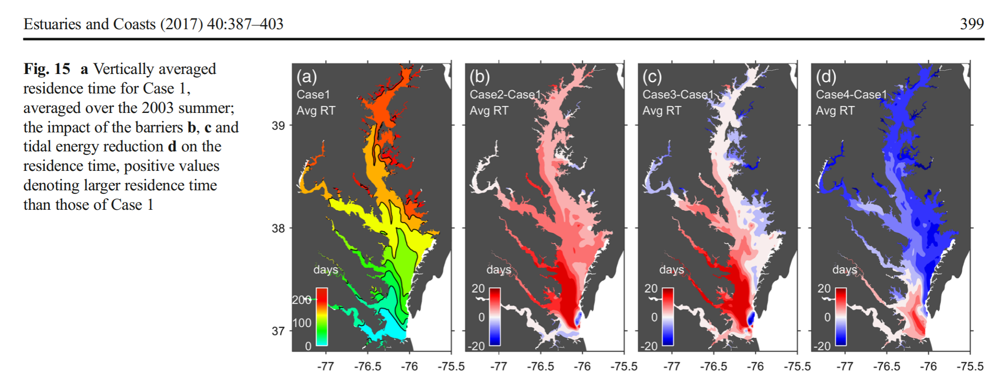 Estuaries and Coasts (2017) 40:387–403 399
Fig. 15 a Vertically averaged
residence time for Case 1,
averaged over the 2003 summer;
the impact of the barriers b, c and
tidal energy reduction d on the
residence time, positive values
denoting larger residence time
than those of Case 1
(a) (b) (c) (d)
Case1 Case2-Case1 Case3-Case1 Case4-Case1
Avg RT Avg RT Avg RT Avg RT
39
38
days days days days
200 20 20 20
100 0 0 0
37
0 -20 -20 -20
-77 -76.5 -76 -75.5 -77 -76.5 -76 -75.5 -77 -76.5 -76 -75.5 -77 -76.5 -76 -75.5